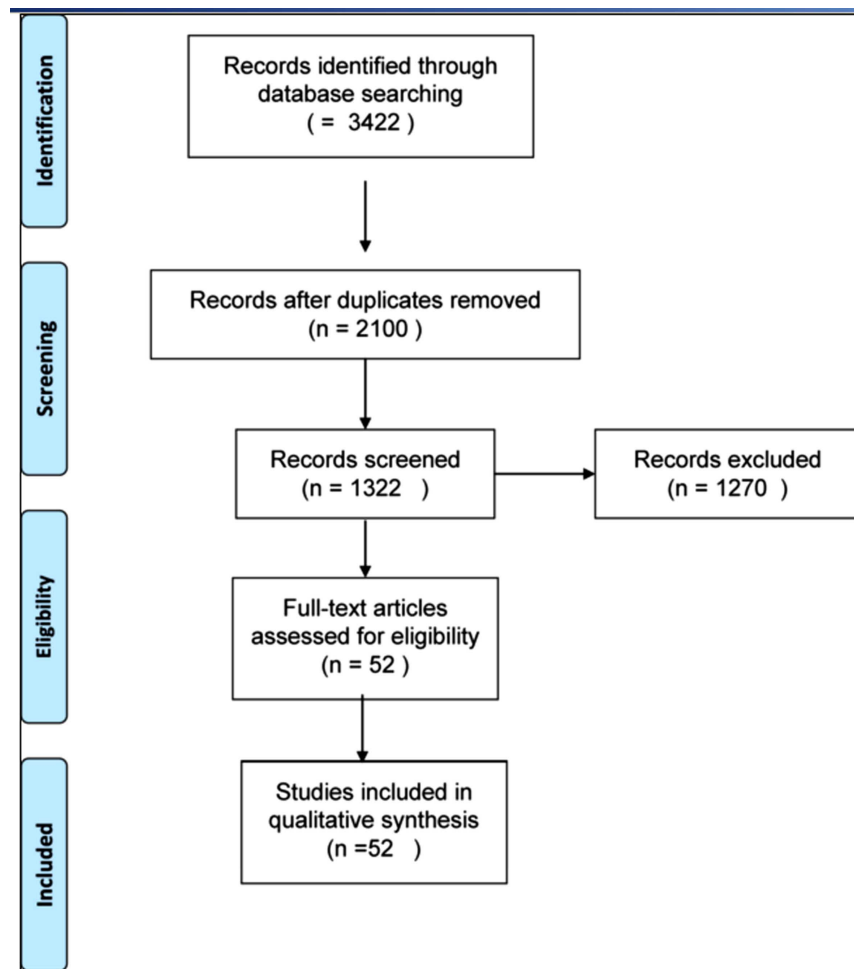 Identification
Records identified through
database searching
( = 3422 )
Screening
Records after duplicates removed
(n = 2100 )
Records screened
(n = 1322 )
Records excluded
(n = 1270 )
Eligibility
Full-text articles
assessed for eligibility
(n = 52 )
Included
Studies included in
qualitative synthesis
(n =52 )